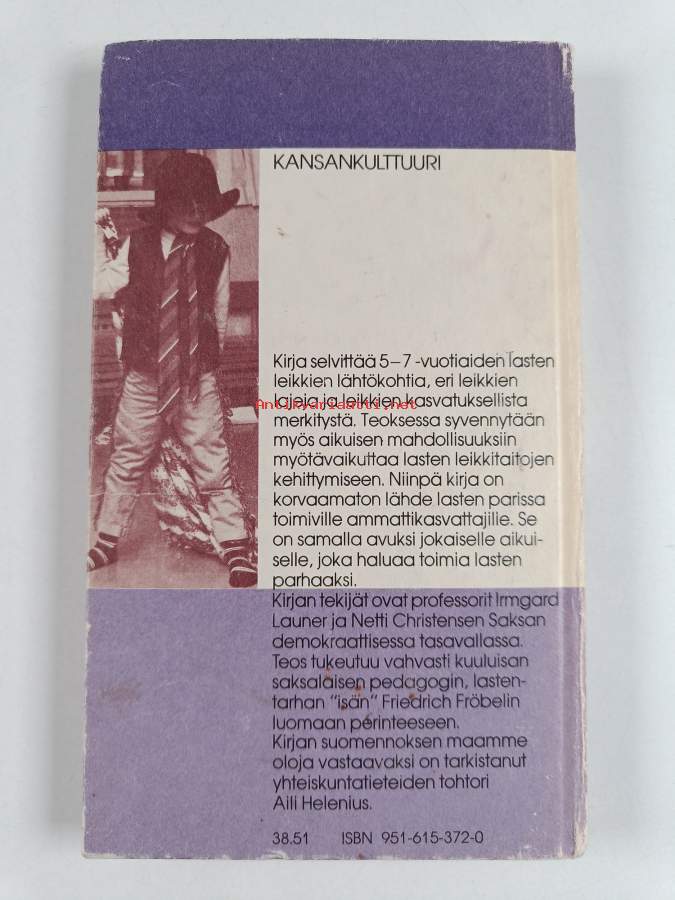 KANSANKULTTUURI
Kirja selvittää 5–7 -vuotiaiden lasten
leikkien lähtökohtia, eri leikkien
lajeja ja leikkien kasvatuksellista
Antikvariaatti.net
merkitystä. Teoksessa syvennytään
myös aikuisen mahdollisuuksiin
myötävaikuttaa lasten leikkitaitojen
kehittymiseen. Niinpä kirja on
korvaamaton lähde lasten parissa
toimiville ammattikasvattajille. Se
on samalla avuksi jokaiselle aikui-
selle, joka haluaa toimia lasten
parhaaksi.
Kirjan tekijät ovat professorit Irmgard
Launer ja Netti Christensen Saksan
demokraattisessa tasavallassa.
Teos tukeutuu vahvasti kuuluisan
saksalaisen pedagogin, lasten-
tarhan "isän" Friedrich Fröbelin
luomaan perinteeseen.
Kirjan suomennoksen maamme
oloja vastaavaksi on tarkistanut
yhteiskuntatieteiden tohtori
Aili Helenius.
38.51 ISBN 951-615-372-0